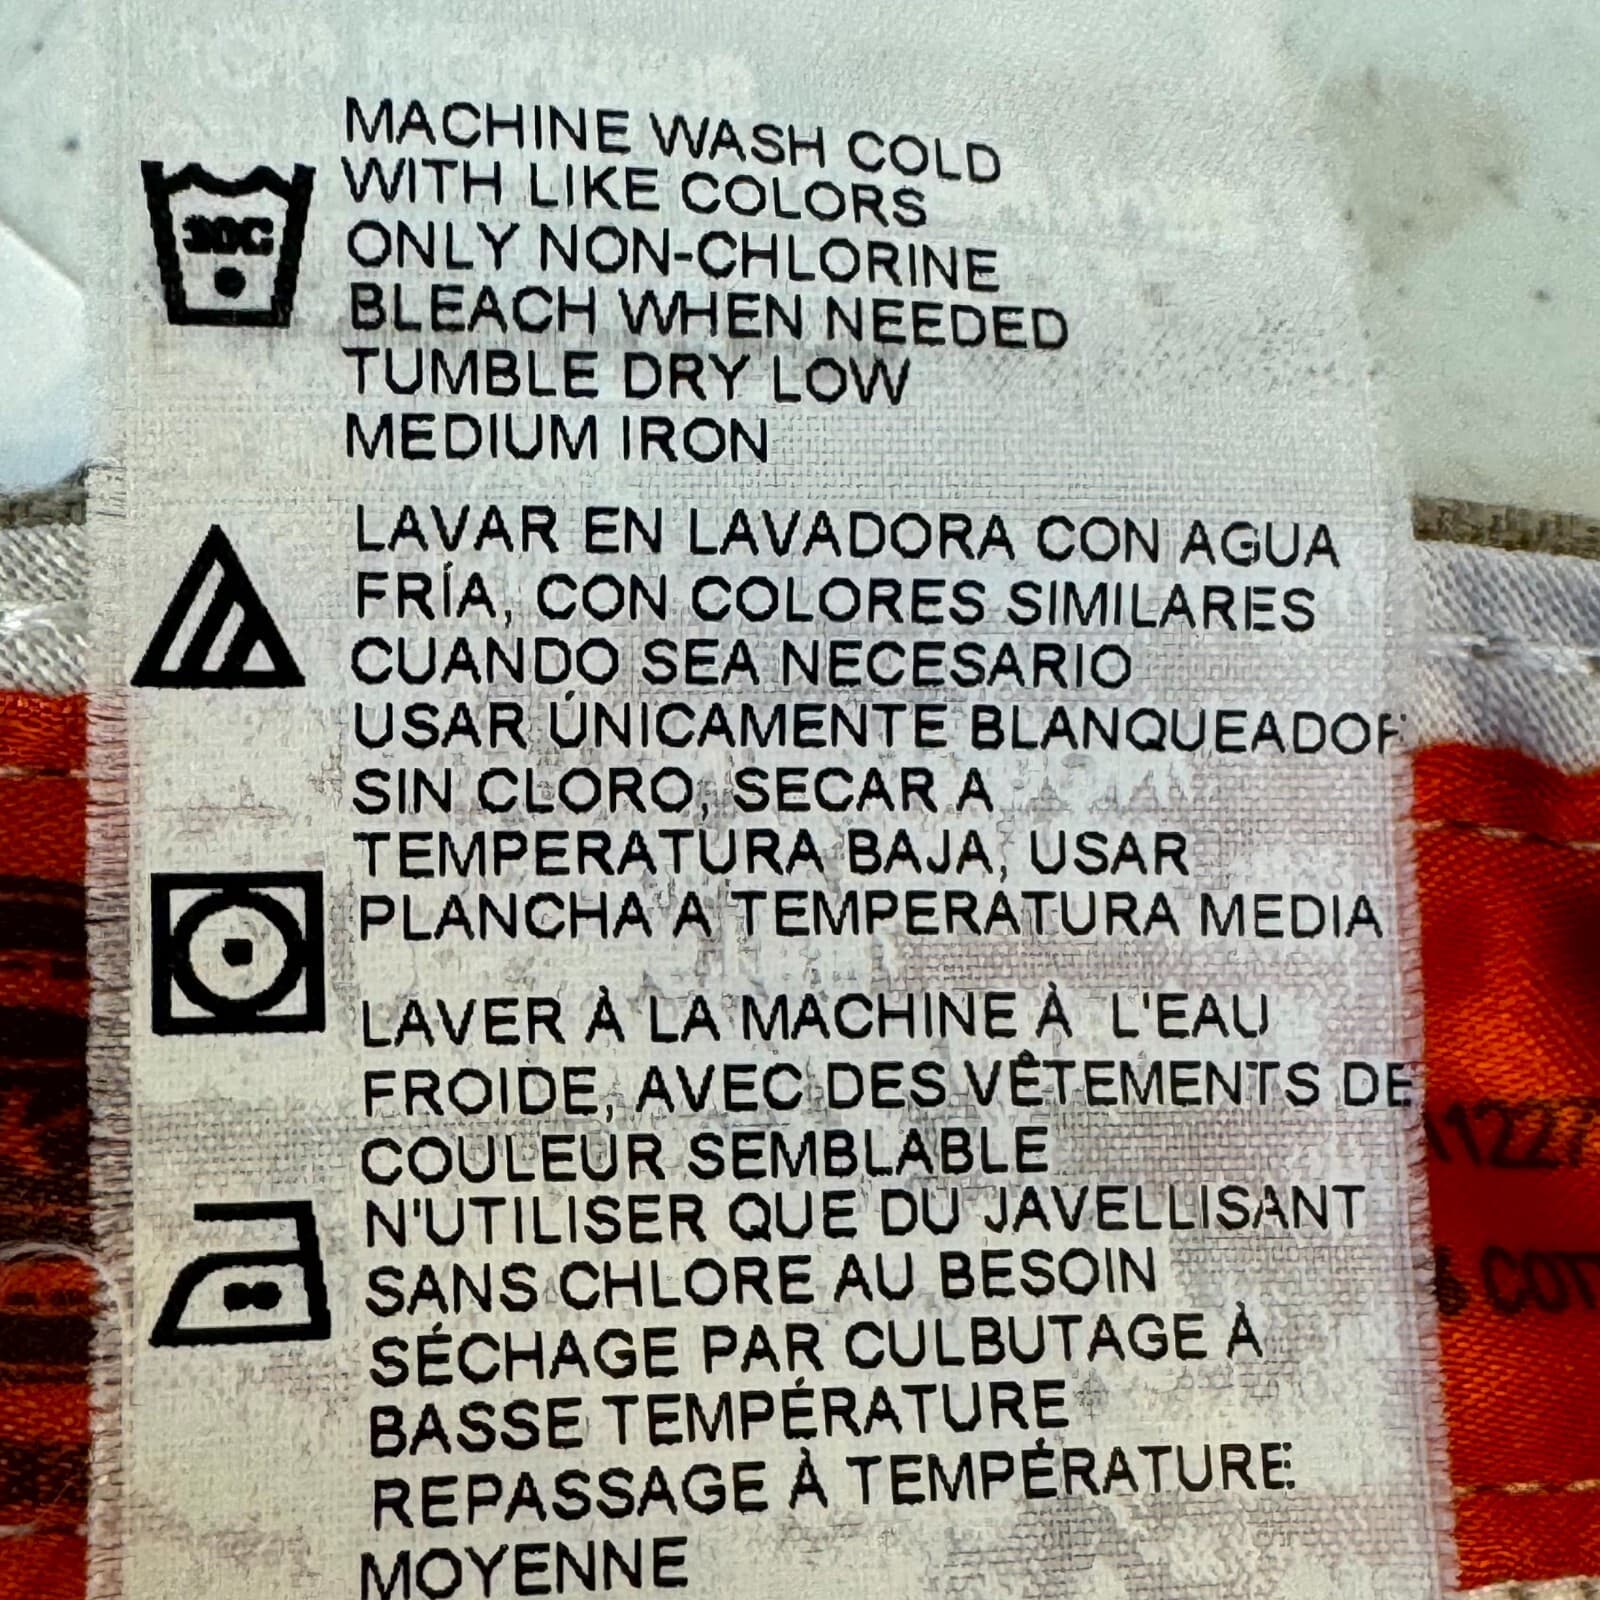 MACHINE WASH COLD
WITH LIKE COLORS
ONLY NON-CHLORINE
BLEACH WHEN NEEDED
TUMBLE DRY LOW
MEDIUM IRON
30C
LAVAR EN LAVADORA CON AGUA
FRÍA, CON COLORES SIMILARES
CUANDO SEA NECESARIO
USAR ÚNICAMENTE BLANQUEADOR
SIN CLORO, SECAR A
TEMPERATURA BAJA, USAR
PLANCHA A TEMPERATURA MEDIA
LAVER À LA MACHINE À L'EAU
FROIDE, AVEC DES VÊTEMENTS DE
COULEUR SEMBLABLE
N'UTILISER QUE DU JAVELLISANT
SANS CHLORE AU BESOIN
SÉCHAGE PAR CULBUTAGE À
BASSE TEMPÉRATURE
REPASSAGE À TEMPÉRATURE
MOYENNE